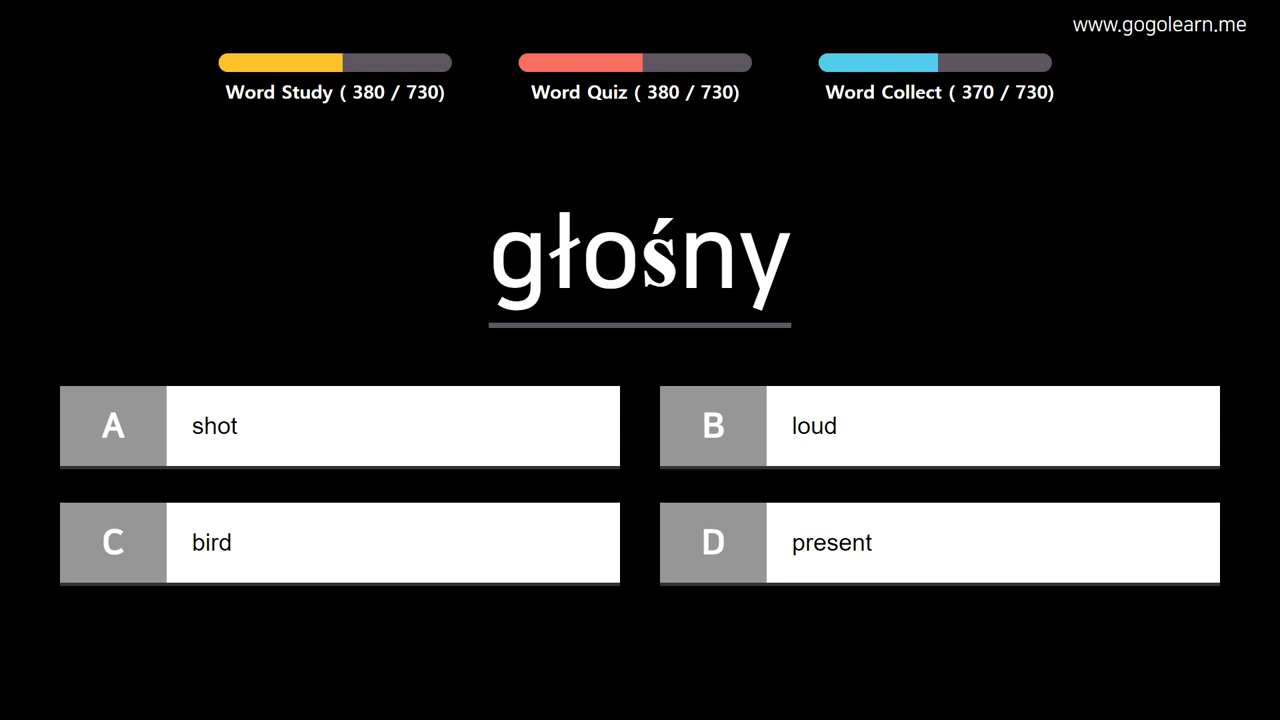 www.gogolearn.me
Word Study ( 380 / 730)
Word Quiz ( 380 / 730)
Word Collect ( 370 / 730)
głośny
A shot
B loud
C bird
D present